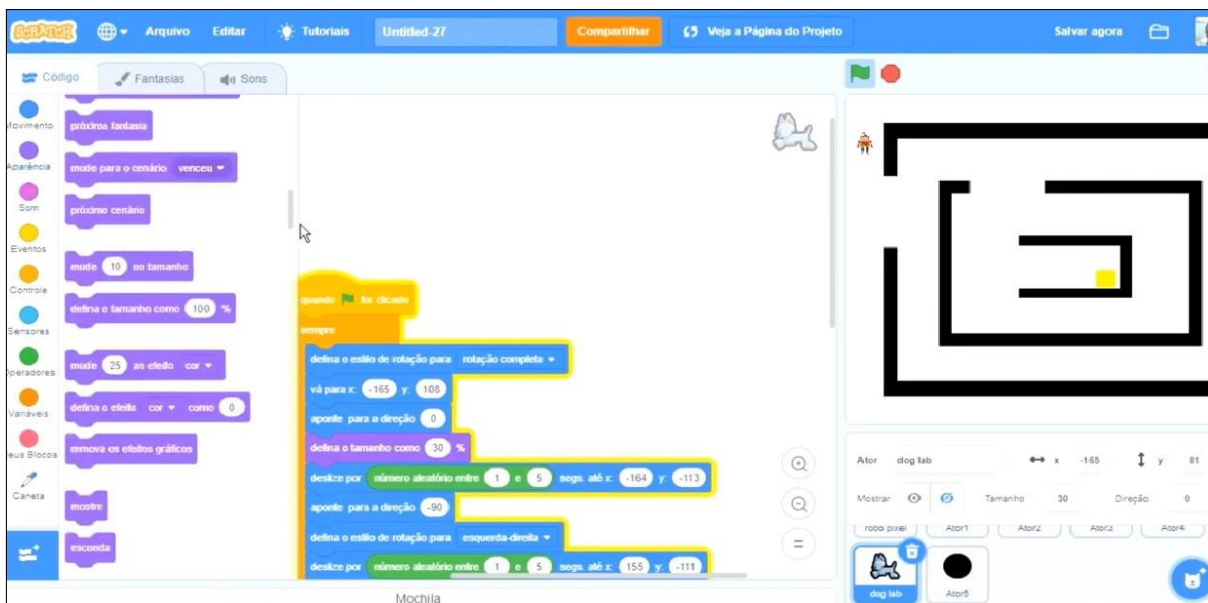 SCRATCH Arquivo Editar Tutoriais Untitled-27 Compartilhar Veja a Página do Projeto Salvar agora
Código Fantasias Sons
Movimento
Aparência
Som
Eventos
Controle
Sensores
Operadores
Variáveis
eus Blocos
Caneta
próxima fantasia
mude para o cenário venceu
próximo cenário
mude 10 no tamanho
defina o tamanho como 100 %
mude 25 ao efeito cor
defina o efeito cor como 0
remova os efeitos gráficos
mostre
esconda
quando for clicado
sempre
defina o estilo de rotação para rotação completa
vá para x: -165 y: 108
aponte para a direção 0
defina o tamanho como 30 %
deslize por número aleatório entre 1 e 5 segs. até x: -164 y: -113
aponte para a direção -90
defina o estilo de rotação para esquerda-direita
deslize por número aleatório entre 1 e 5 segs. até x: 155 y: -111
Mochila
Ator dog lab x -165 y 81
Mostrar Tamanho 30 Direção 0
robo pixel Ator1 Ator2 Ator3 Ator4
dog lab Ator5